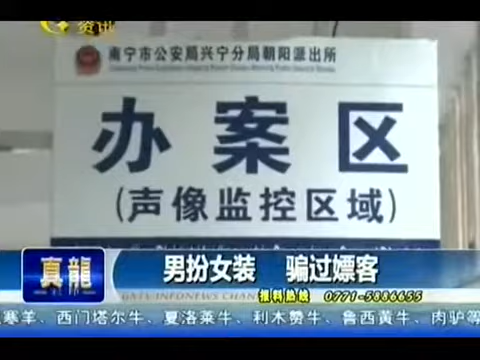 资讯
南宁市公安局兴宁分局朝阳派出所
办案区
(声像监控区域)
真龍
男扮女装 骗过嫖客
GXTV INFONEWS CHAN
报料热线 0771-5886655
寒羊、西门塔尔牛、夏洛莱牛、利木赞牛、鲁西黄牛、肉驴等